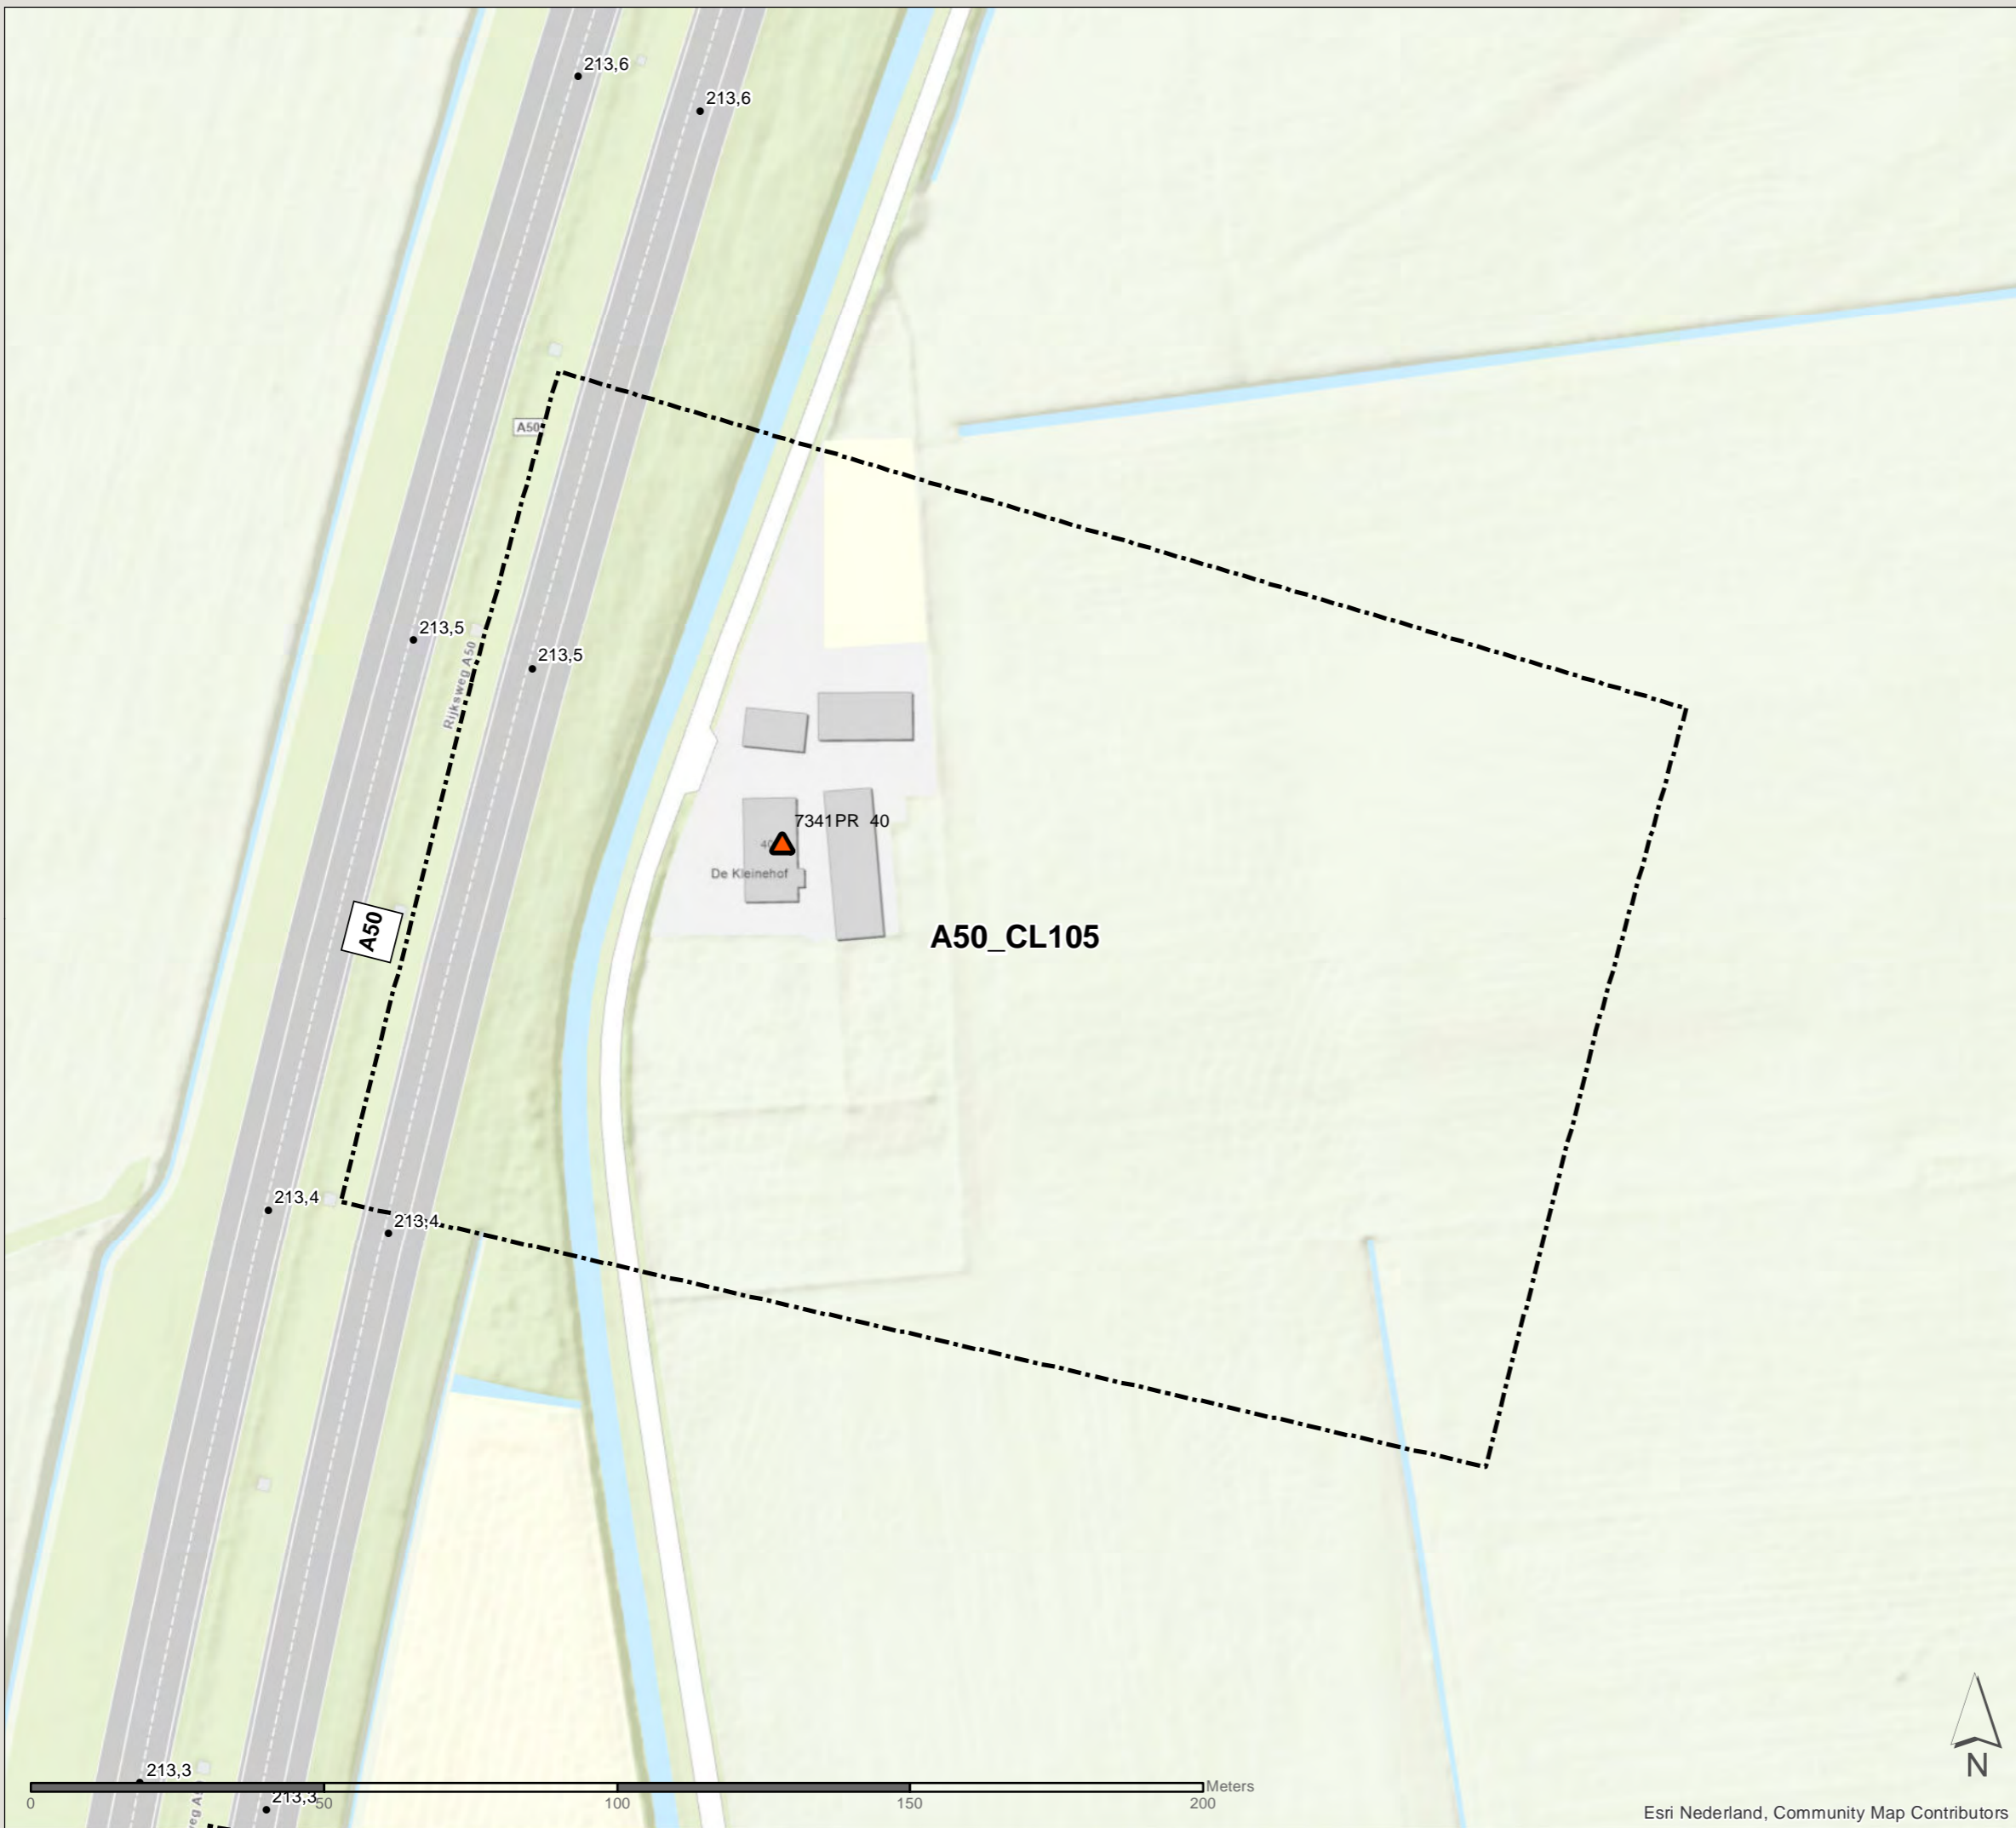 213,6
213,6
A50
213,5
213,5
Rijksweg A50
7341PR 40
40
De Kleinehof
A50
A50_CL105
213,4
213,4
213,3
213,3
Meters
0 50 100 150 200
N
Esri Nederland, Community Map Contributors